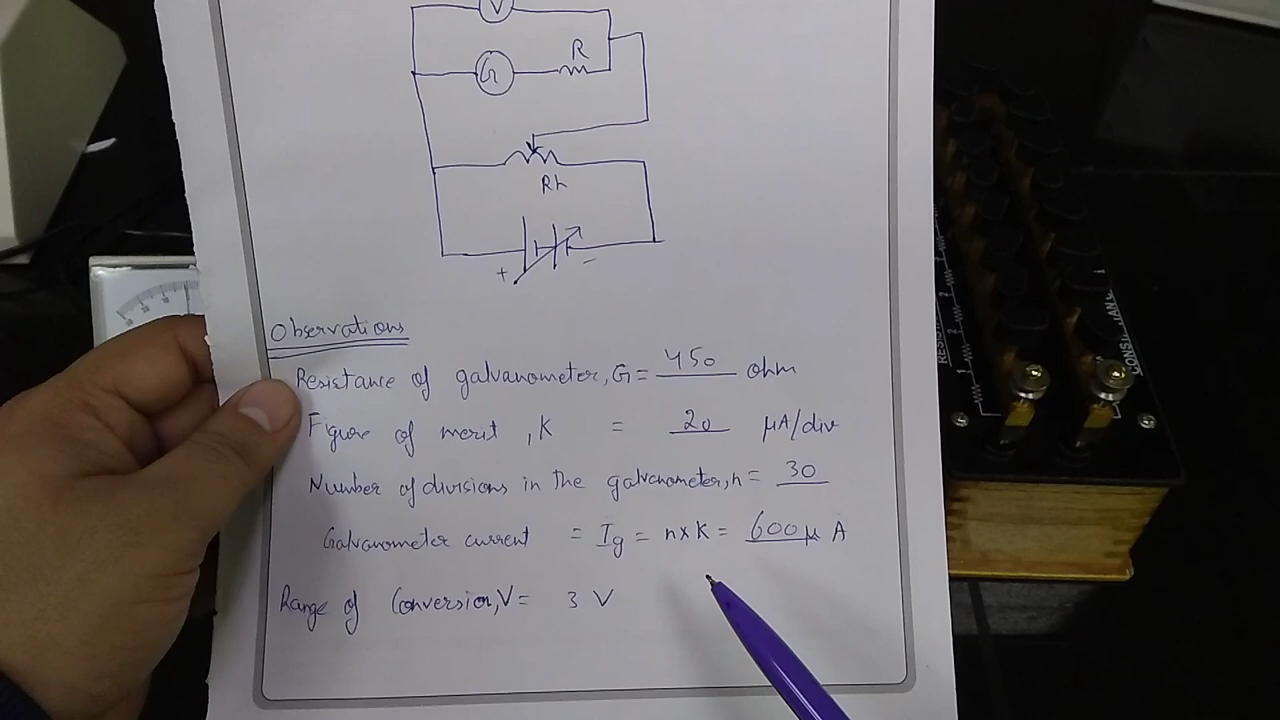 V
G R
Rh
+ −
Observations
Resistance of galvanometer, G = 450 ohm
Figure of merit , K = 20 μA/div
Number of divisions in the galvanometer, n = 30
Galvanometer current = Ig = n x K = 600 μ A
Range of Conversion, V = 3 V